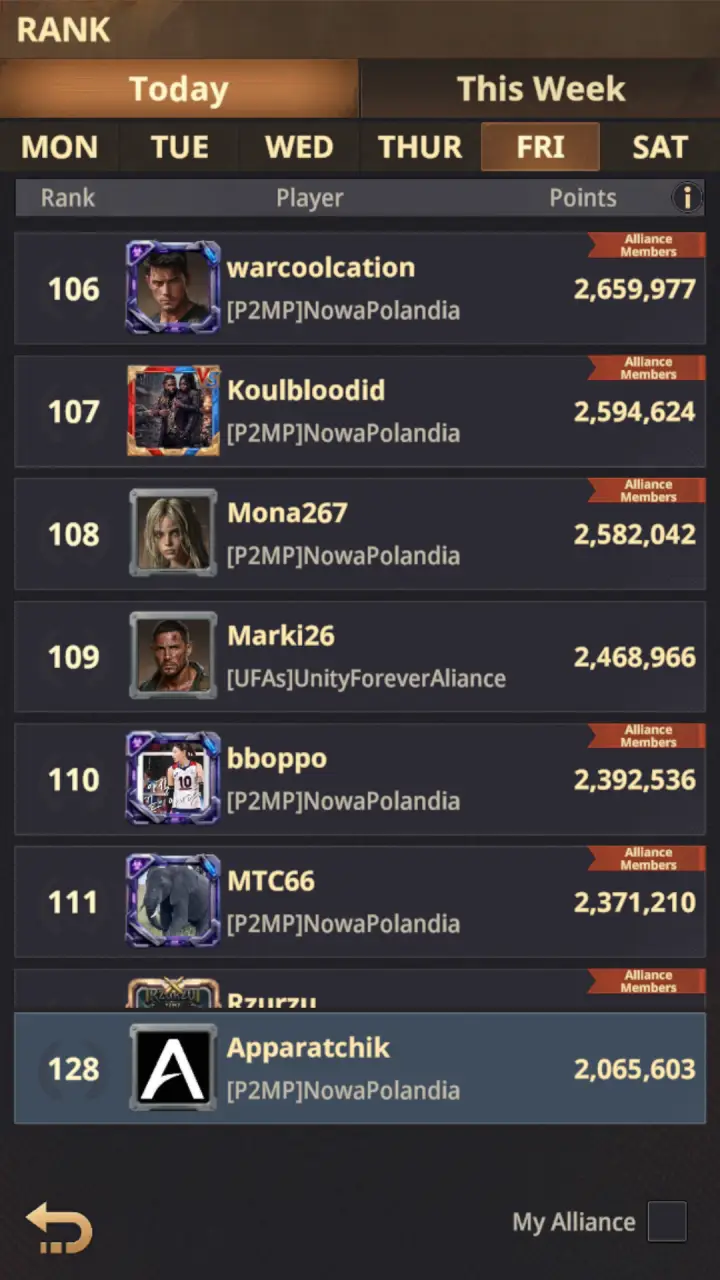 RANK
Today
This Week
MON
TUE
WED
THUR
FRI
SAT
Rank
Player
Points
i
Alliance
Members
106
warcoolcation
[P2MP]NowaPolandia
2,659,977
VS
Alliance
Members
107
Koulbloodid
[P2MP]NowaPolandia
2,594,624
Alliance
Members
108
Mona267
[P2MP]NowaPolandia
2,582,042
109
Marki26
[UFAs]UnityForeverAliance
2,468,966
Alliance
Members
110
10
bboppo
[P2MP]NowaPolandia
2,392,536
Alliance
Members
111
MTC66
[P2MP]NowaPolandia
2,371,210
Alliance
Members
RZURZU
Rzurzu
128
A
Apparatchik
[P2MP]NowaPolandia
2,065,603
My Alliance